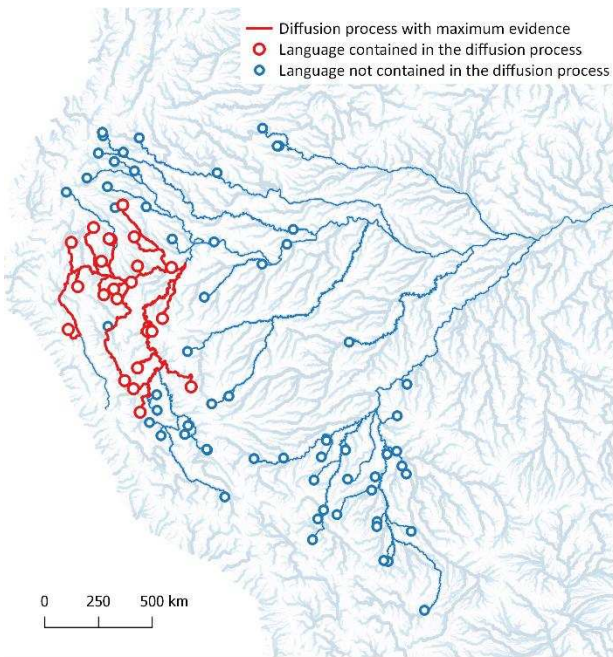 Diffusion process with maximum evidence
Language contained in the diffusion process
Language not contained in the diffusion process
0 250 500 km